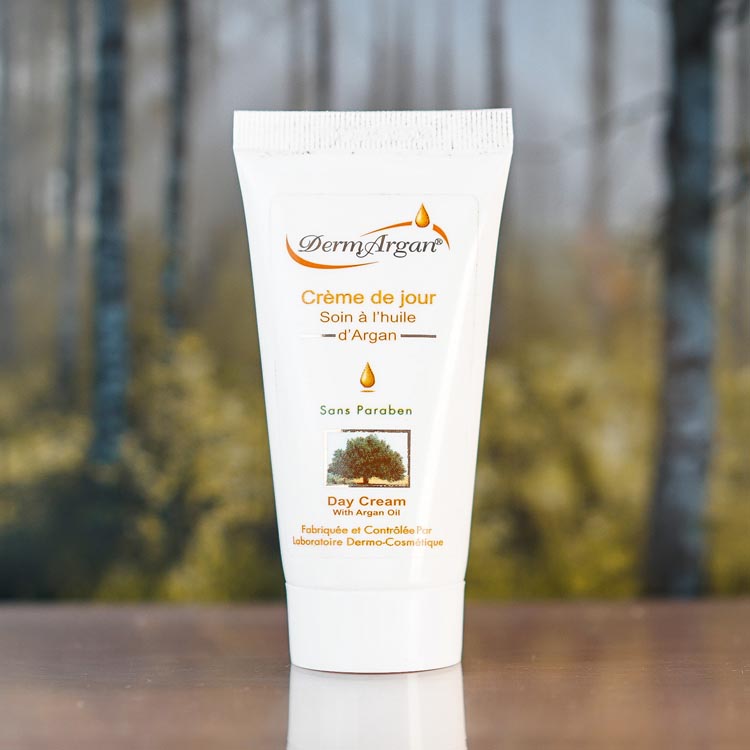 DermArgan®
Crème de jour
Soin à l'huile
d'Argan
Sans Paraben
Day Cream
With Argan Oil
Fabriquée et Contrôlée Par
Laboratoire Dermo-Cosmétique